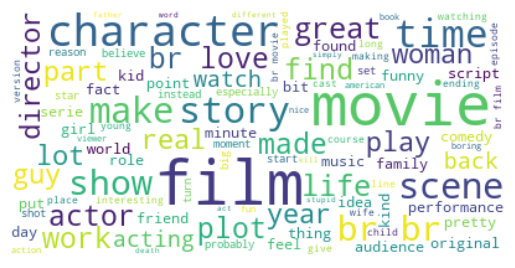 father word different played book watching
character great time
reason believe found long simply making
director br love br movie woman episode
version part kid watch find set funny script
star fact point especially bit cast american ending
serie instead nice movie br film
girl young make story
viewer minute real made play comedy boring
lot world role moment big start music course family back
guy show turn film life line scene
put place interesting act fun kill idea kind performance
shot actor friend year stupid wife br br pretty
day work acting plot thing child
action death probably feel give audience original